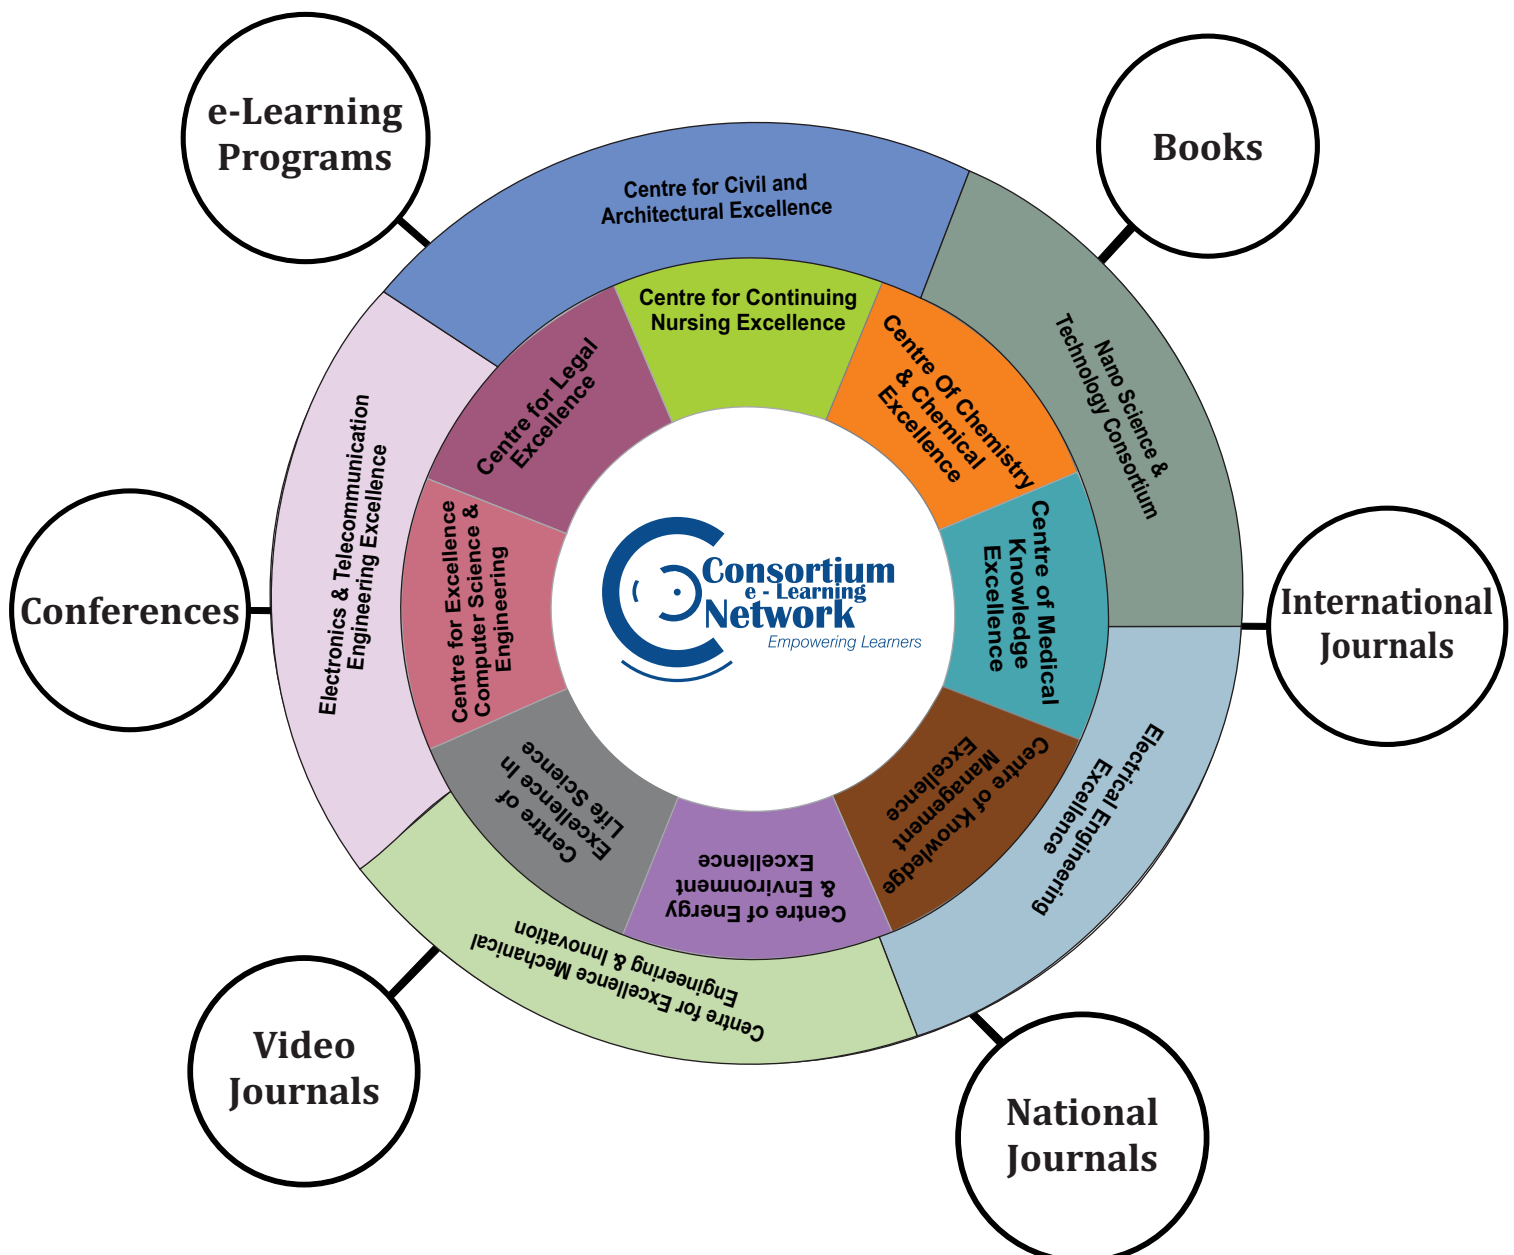 e-Learning
Programs
Books
Centre for Civil and
Architectural Excellence
Nano Science &
Technology Consortium
Centre for Continuing
Nursing Excellence
Centre for Legal
Excellence
Centre Of Chemistry
& Chemical
Excellence
Electronics & Telecommunication
Engineering Excellence
Centre for Excellence
Computer Science &
Engineering
Centre of Medical
Knowledge
Excellence
Conferences
International
Journals
Consortium
e - Learning
Network
Empowering Learners
Centre of
Excellence In
Life Science
Centre of Energy
& Environment
Excellence
Centre of Knowledge
Management
Excellence
Electrical Engineering
Excellence
Centre for Excellence Mechanical
Engineering & Innovation
Video
Journals
National
Journals